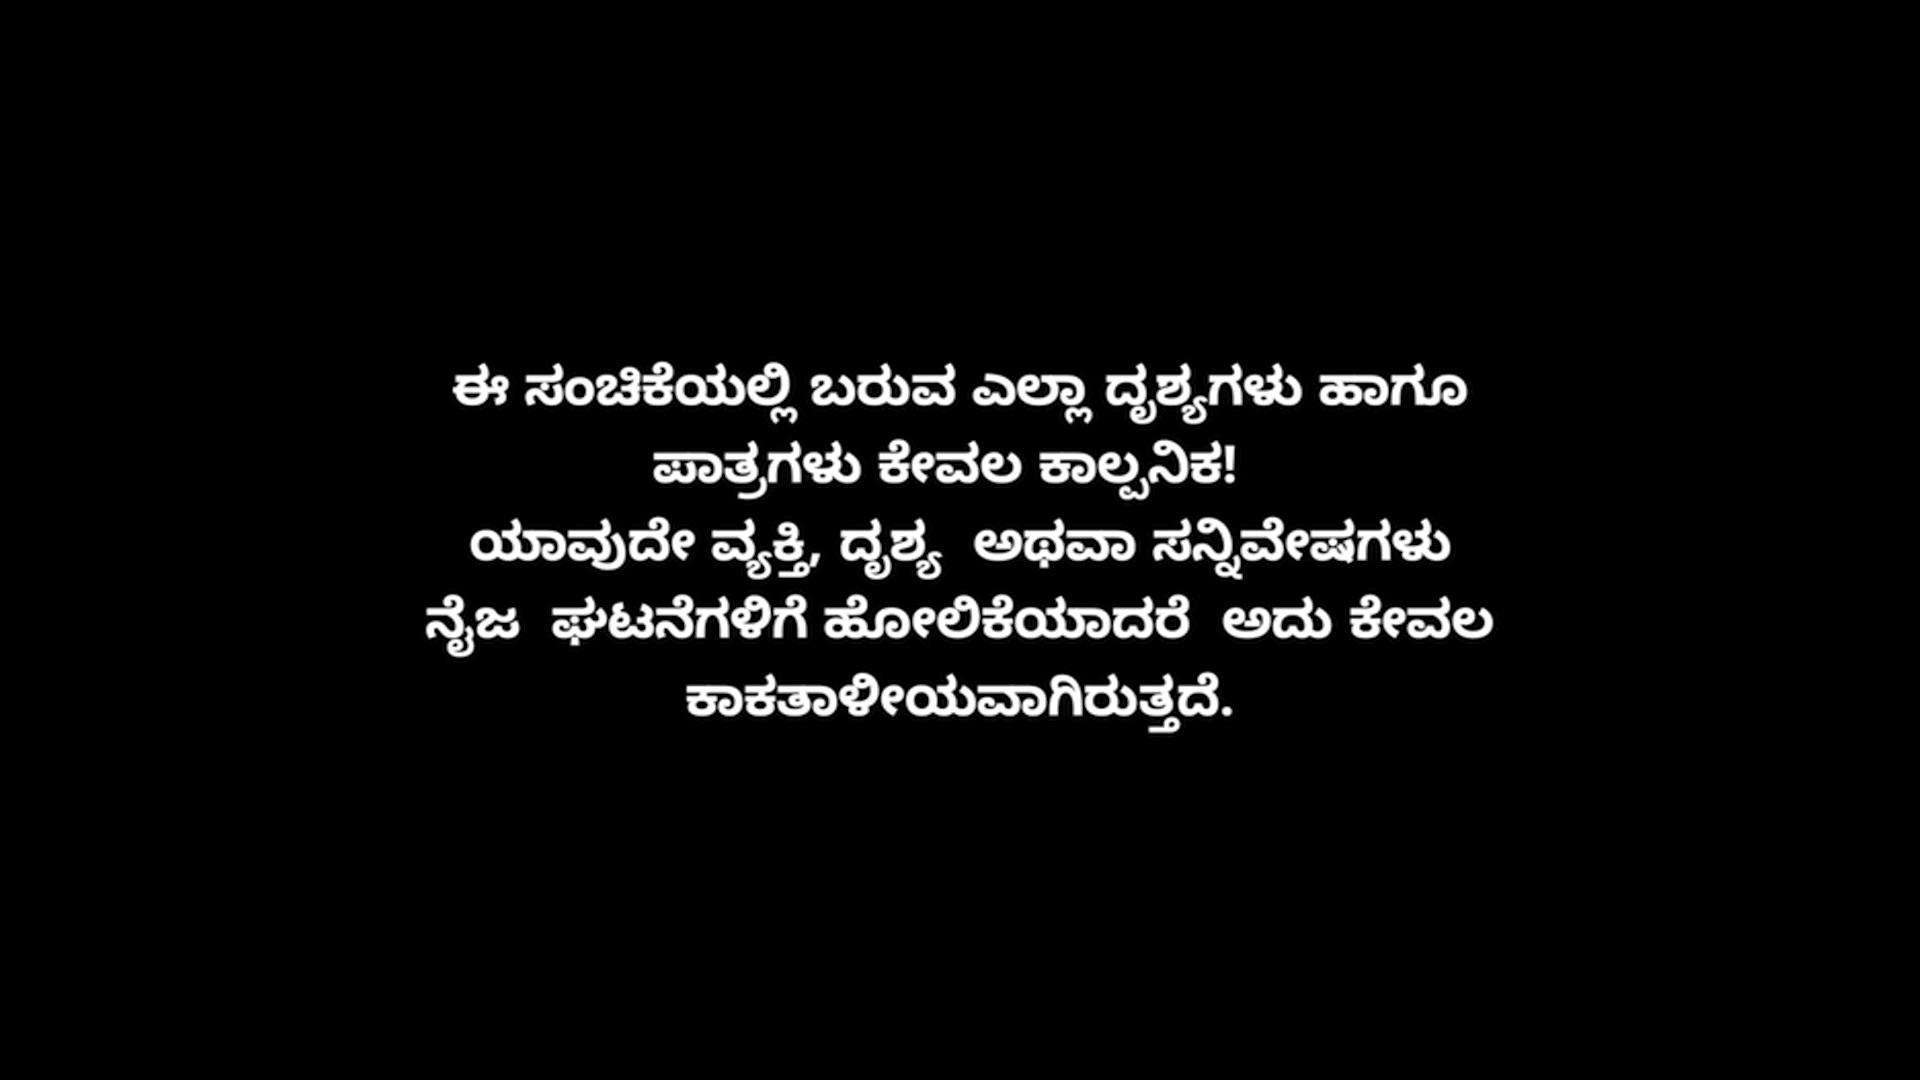 ಈ ಸಂಚಿಕೆಯಲ್ಲಿ ಬರುವ ಎಲ್ಲಾ ದೃಶ್ಯಗಳು ಹಾಗೂ
ಪಾತ್ರಗಳು ಕೇವಲ ಕಾಲ್ಪನಿಕ!
ಯಾವುದೇ ವ್ಯಕ್ತಿ, ದೃಶ್ಯ ಅಥವಾ ಸನ್ನಿವೇಷಗಳು
ನೈಜ ಘಟನೆಗಳಿಗೆ ಹೋಲಿಕೆಯಾದರೆ ಅದು ಕೇವಲ
ಕಾಕತಾಳೀಯವಾಗಿರುತ್ತದೆ.